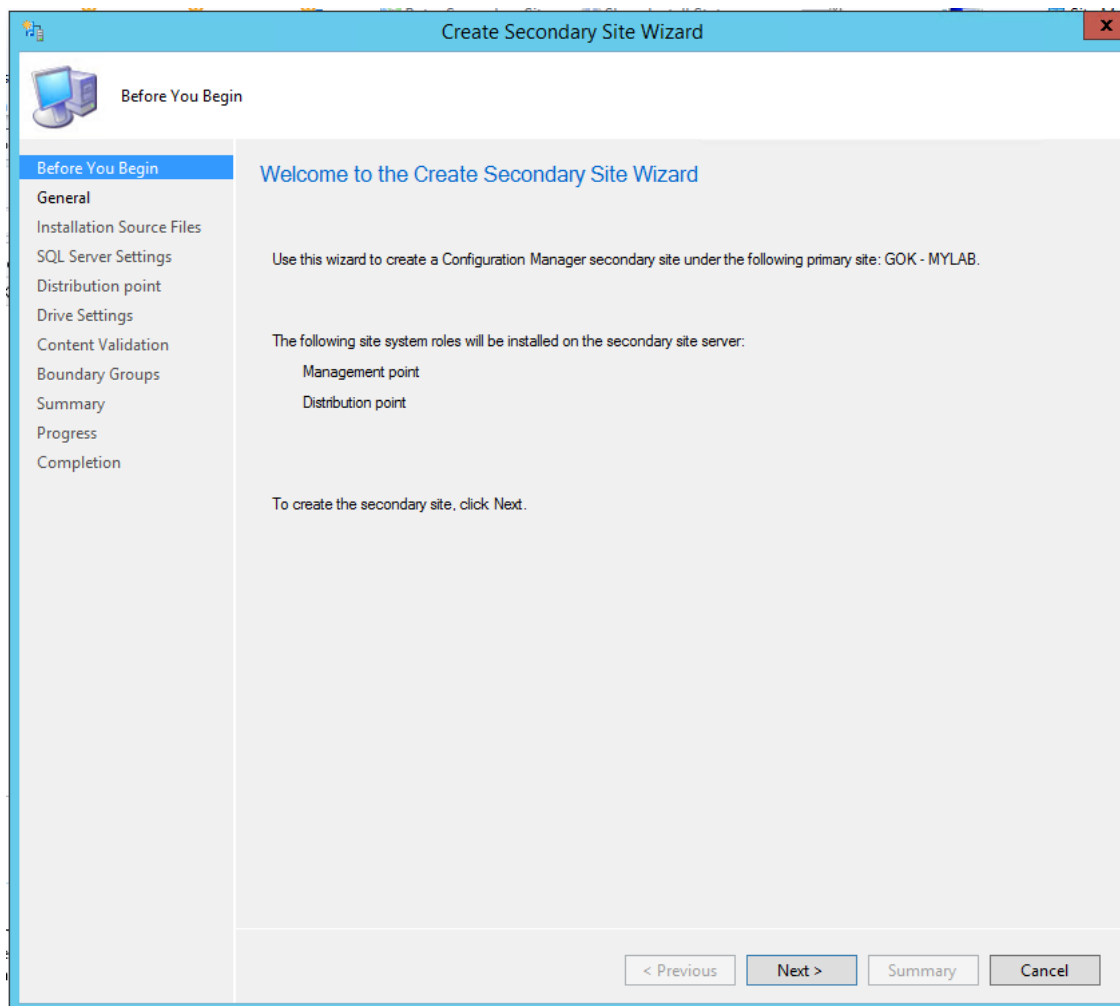 Create Secondary Site Wizard
x
Before You Begin
Before You Begin
General
Installation Source Files
SQL Server Settings
Distribution point
Drive Settings
Content Validation
Boundary Groups
Summary
Progress
Completion
Welcome to the Create Secondary Site Wizard
Use this wizard to create a Configuration Manager secondary site under the following primary site: GOK - MYLAB.
The following site system roles will be installed on the secondary site server:
Management point
Distribution point
To create the secondary site, click Next.
< Previous
Next >
Summary
Cancel